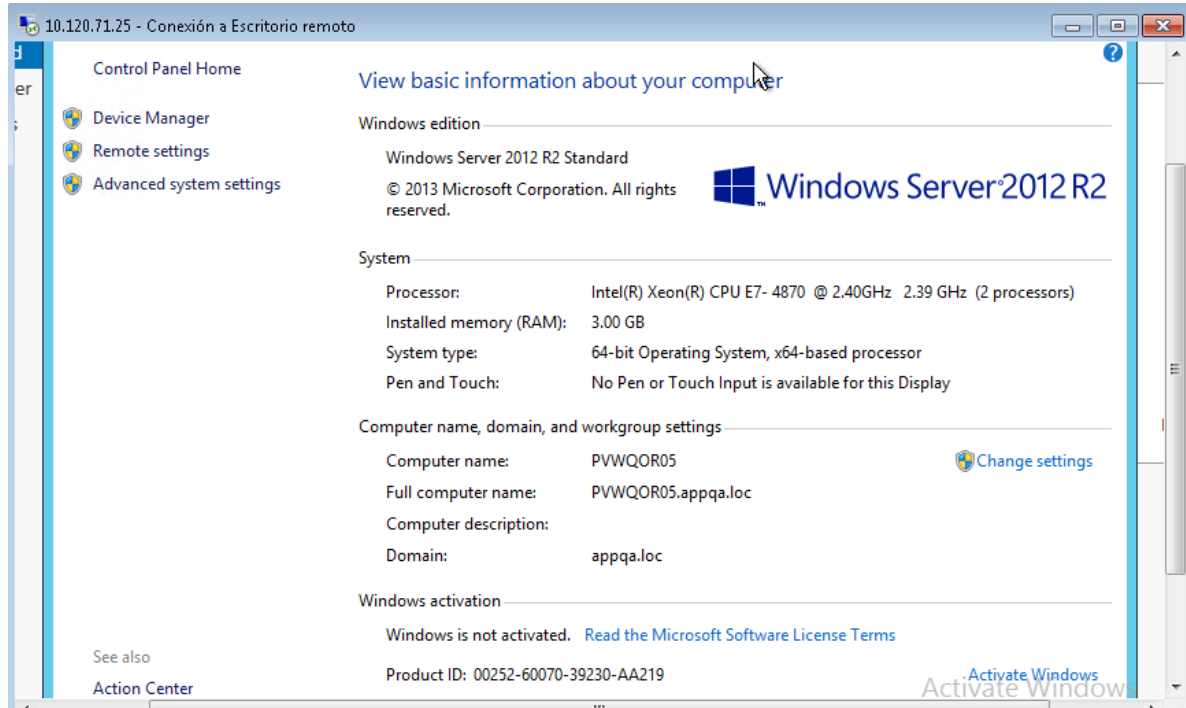 10.120.71.25 - Conexión a Escritorio remoto
d
er
s
Control Panel Home
Device Manager
Remote settings
Advanced system settings
View basic information about your computer
Windows edition
Windows Server 2012 R2 Standard
© 2013 Microsoft Corporation. All rights
reserved.
Windows Server 2012 R2
System
Processor: Intel(R) Xeon(R) CPU E7- 4870 @ 2.40GHz 2.39 GHz (2 processors)
Installed memory (RAM): 3.00 GB
System type: 64-bit Operating System, x64-based processor
Pen and Touch: No Pen or Touch Input is available for this Display
Computer name, domain, and workgroup settings
Computer name: PVWQOR05 Change settings
Full computer name: PVWQOR05.appqa.loc
Computer description:
Domain: appqa.loc
Windows activation
Windows is not activated. Read the Microsoft Software License Terms
Product ID: 00252-60070-39230-AA219 Activate Windows
Activate Windows
See also
Action Center